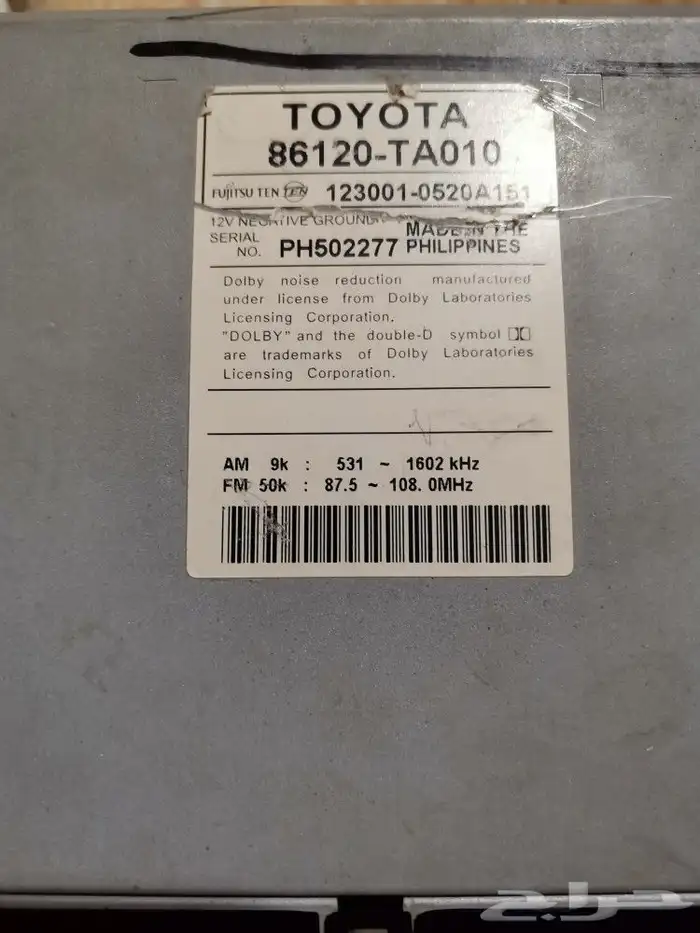 TOYOTA
86120-TA010
FUJITSU TEN TEN 123001-0520A151
12V NEGATIVE GROUND
MADE IN THE
SERIAL
NO. PH502277 PHILIPPINES
Dolby noise reduction manufactured
under license from Dolby Laboratories
Licensing Corporation.
"DOLBY" and the double-D symbol
are trademarks of Dolby Laboratories
Licensing Corporation.
AM 9k : 531 ~ 1602 kHz
FM 50k : 87.5 ~ 108. 0MHz
حراج